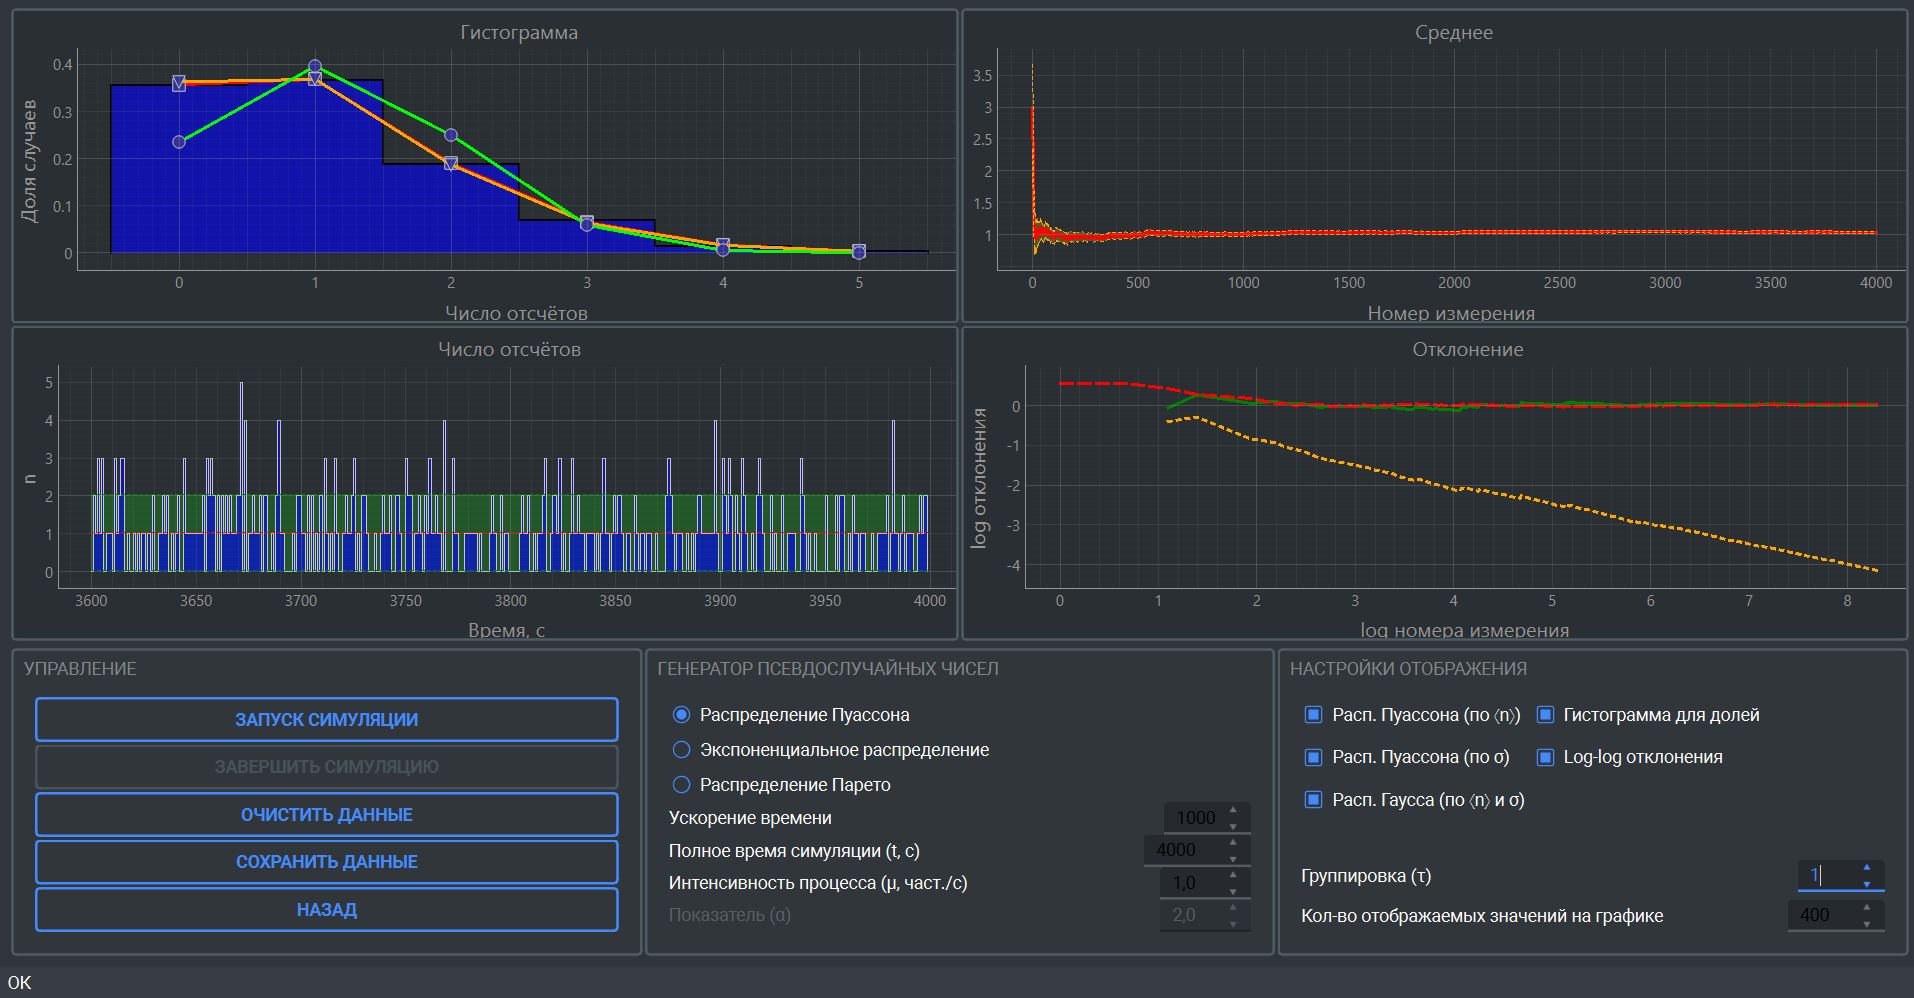 Гистограмма
Доля случаев
0.4
0.3
0.2
0.1
0
0 1 2 3 4 5
Число отсчётов
Среднее
3.5
3
2.5
2
1.5
1
0 500 1000 1500 2000 2500 3000 3500 4000
Номер измерения
Число отсчётов
n
5
4
3
2
1
0
3600 3650 3700 3750 3800 3850 3900 3950 4000
Время, с
Отклонение
log отклонения
0
-1
-2
-3
-4
0 1 2 3 4 5 6 7 8
log номера измерения
УПРАВЛЕНИЕ
ЗАПУСК СИМУЛЯЦИИ
ЗАВЕРШИТЬ СИМУЛЯЦИЮ
ОЧИСТИТЬ ДАННЫЕ
СОХРАНИТЬ ДАННЫЕ
НАЗАД
ГЕНЕРАТОР ПСЕВДОСЛУЧАЙНЫХ ЧИСЕЛ
Распределение Пуассона
Экспоненциальное распределение
Распределение Парето
Ускорение времени 1000
Полное время симуляции (t, с) 4000
Интенсивность процесса (μ, част./с) 1,0
Показатель (α) 2,0
НАСТРОЙКИ ОТОБРАЖЕНИЯ
Расп. Пуассона (по ⟨n⟩) Гистограмма для долей
Расп. Пуассона (по σ) Log-log отклонения
Расп. Гаусса (по ⟨n⟩ и σ)
Группировка (τ) 1
Кол-во отображаемых значений на графике 400
ОК